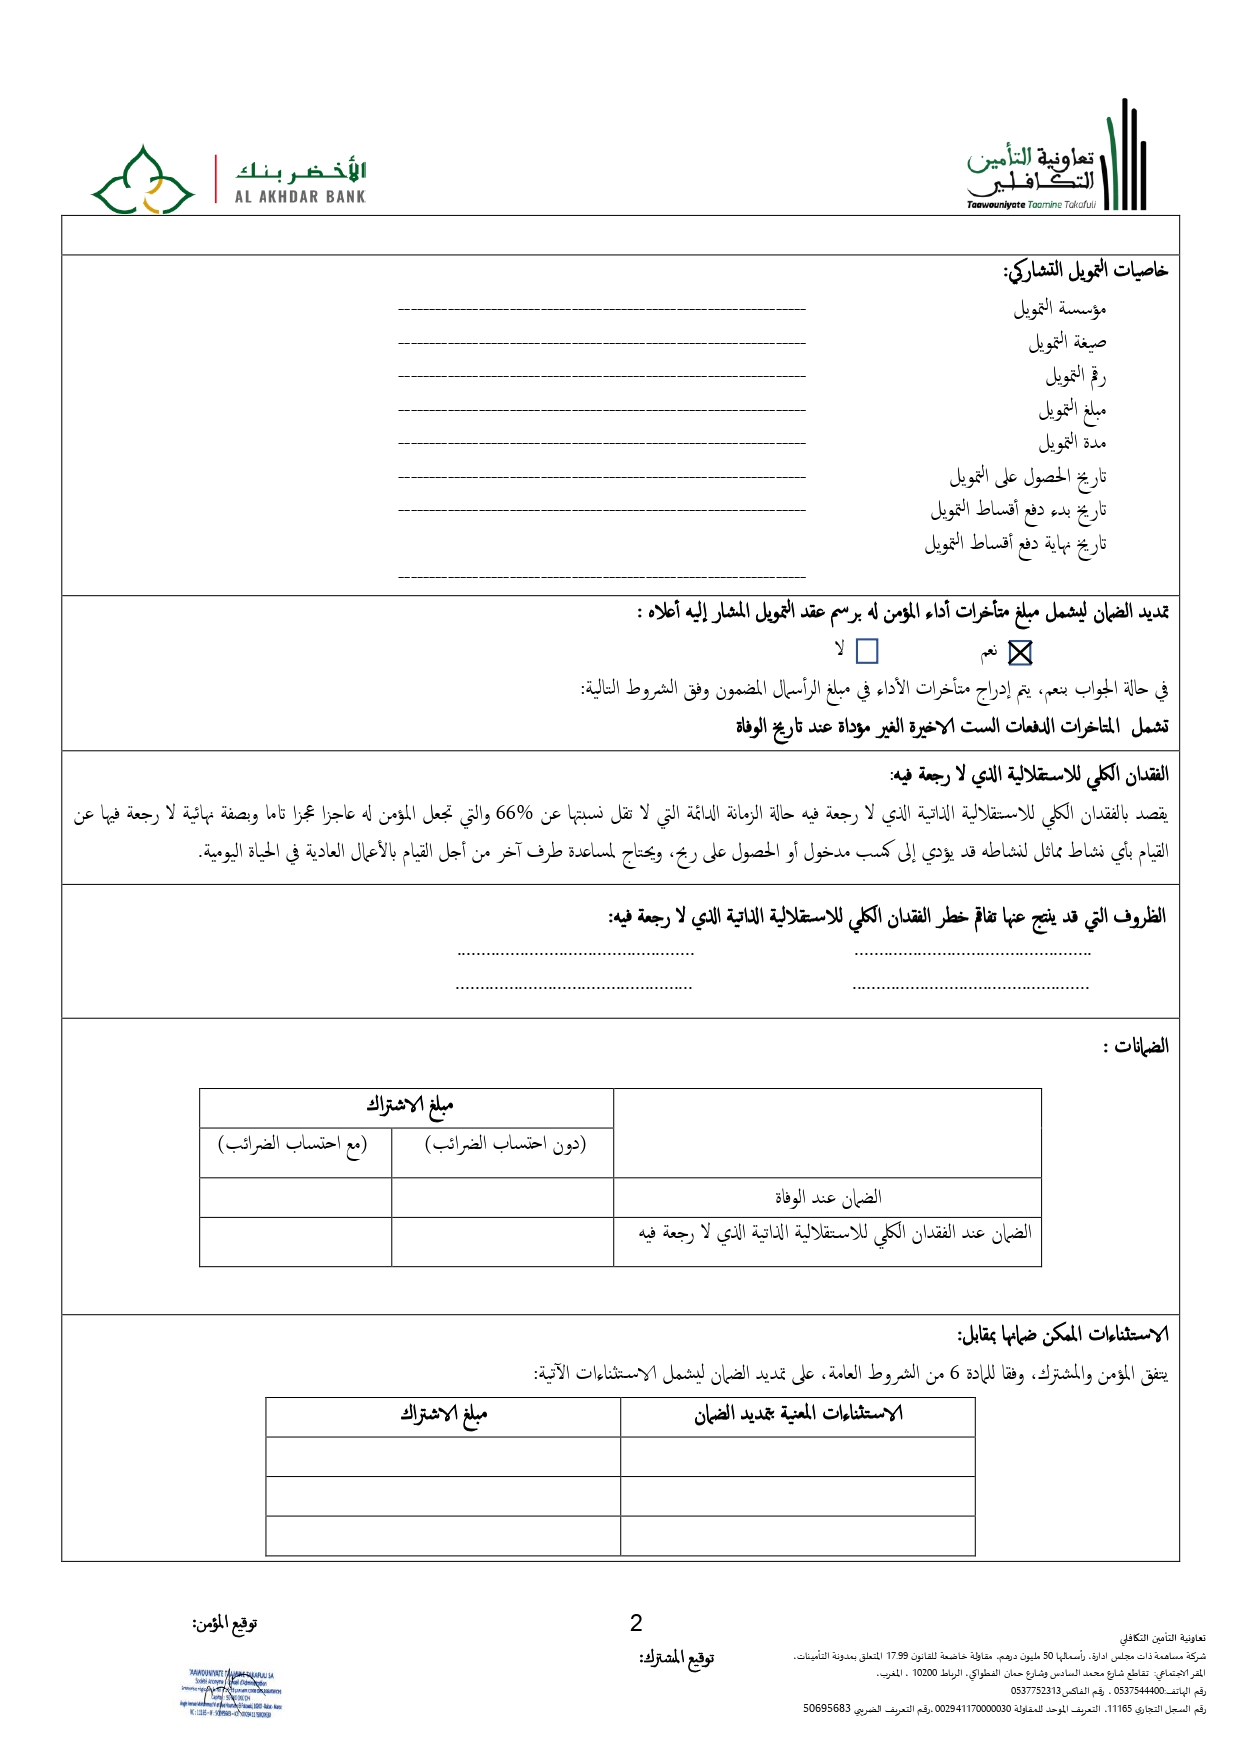 تعاونية التأمين
التكافلي
Taawouniyate Taamine Takafuli
الأخضر بنك
AL AKHDAR BANK
خاصيات التمويل التشاركي:
مؤسسة التمويل ------------------------------------------------------------------
صيغة التمويل ------------------------------------------------------------------
رقم التمويل ------------------------------------------------------------------
مبلغ التمويل ------------------------------------------------------------------
مدة التمويل ------------------------------------------------------------------
تاريخ الحصول على التمويل ------------------------------------------------------------------
تاريخ بدء دفع أقساط التمويل ------------------------------------------------------------------
تاريخ نهاية دفع أقساط التمويل
------------------------------------------------------------------
تمديد الضمان ليشمل مبلغ متأخرات أداء المؤمن له برسم عقد التمويل المشار إليه أعلاه :
☒ نعم ☐ لا
في حالة الجواب بنعم، يتم إدراج متأخرات الأداء في مبلغ الرأسمال المضمون وفق الشروط التالية:
تشمل المتاخرات الدفعات الست الاخيرة الغير مؤداة عند تاريخ الوفاة
الفقدان الكلي للاستقلالية الذي لا رجعة فيه:
يقصد بالفقدان الكلي للاستقلالية الذاتية الذي لا رجعة فيه حالة الزمانة الدائمة التي لا تقل نسبتها عن %66 والتي تجعل المؤمن له عاجزا عجزا تاما وبصفة نهائية لا رجعة فيها عن
القيام بأي نشاط مماثل لنشاطه قد يؤدي إلى كسب مدخول أو الحصول على ربح، ويحتاج لمساعدة طرف آخر من أجل القيام بالأعمال العادية في الحياة اليومية.
الظروف التي قد ينتج عنها تفاقم خطر الفقدان الكلي للاستقلالية الذاتية الذي لا رجعة فيه:
................................................ ................................................
................................................ ................................................
الضمانات :
مبلغ الاشتراك
(دون احتساب الضرائب) (مع احتساب الضرائب)
الضمان عند الوفاة
الضمان عند الفقدان الكلي للاستقلالية الذاتية الذي لا رجعة فيه
الاستثناءات الممكن ضمانها بمقابل:
يتفق المؤمن والمشترك، وفقا للمادة 6 من الشروط العامة، على تمديد الضمان ليشمل الاستثناءات الآتية:
الاستثناءات المعنية بتمديد الضمان مبلغ الاشتراك
2
توقيع المؤمن:
توقيع المشترك:
تعاونية التأمين التكافلي
شركة مساهمة ذات مجلس ادارة، رأسمالها 50 مليون درهم، مقاولة خاضعة للقانون 17.99 المتعلق بمدونة التأمينات.
المقر الاجتماعي: تقاطع شارع محمد السادس وشارع حمان الفطواكي، الرباط 10200 ، المغرب.
رقم الهاتف:0537544400 ، رقم الفاكس0537752313
رقم السجل التجاري 11165، التعريف الموحد للمقاولة 002941170000030،رقم التعريف الضريبي 50695683
TAAWOUNIYATE TAAMINE TAKAFULI SA